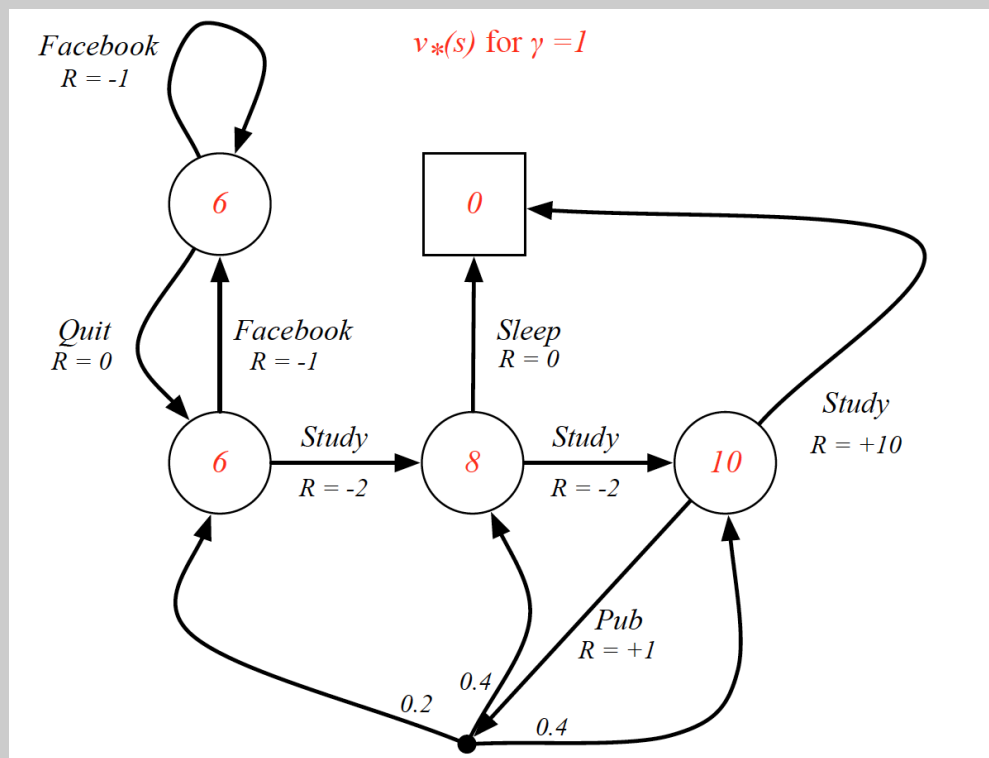 v*(s) for γ =1
Facebook
R = -1
6
0
Quit
R = 0
Facebook
R = -1
Sleep
R = 0
Study
R = +10
6
Study
R = -2
8
Study
R = -2
10
Pub
R = +1
0.2
0.4
0.4